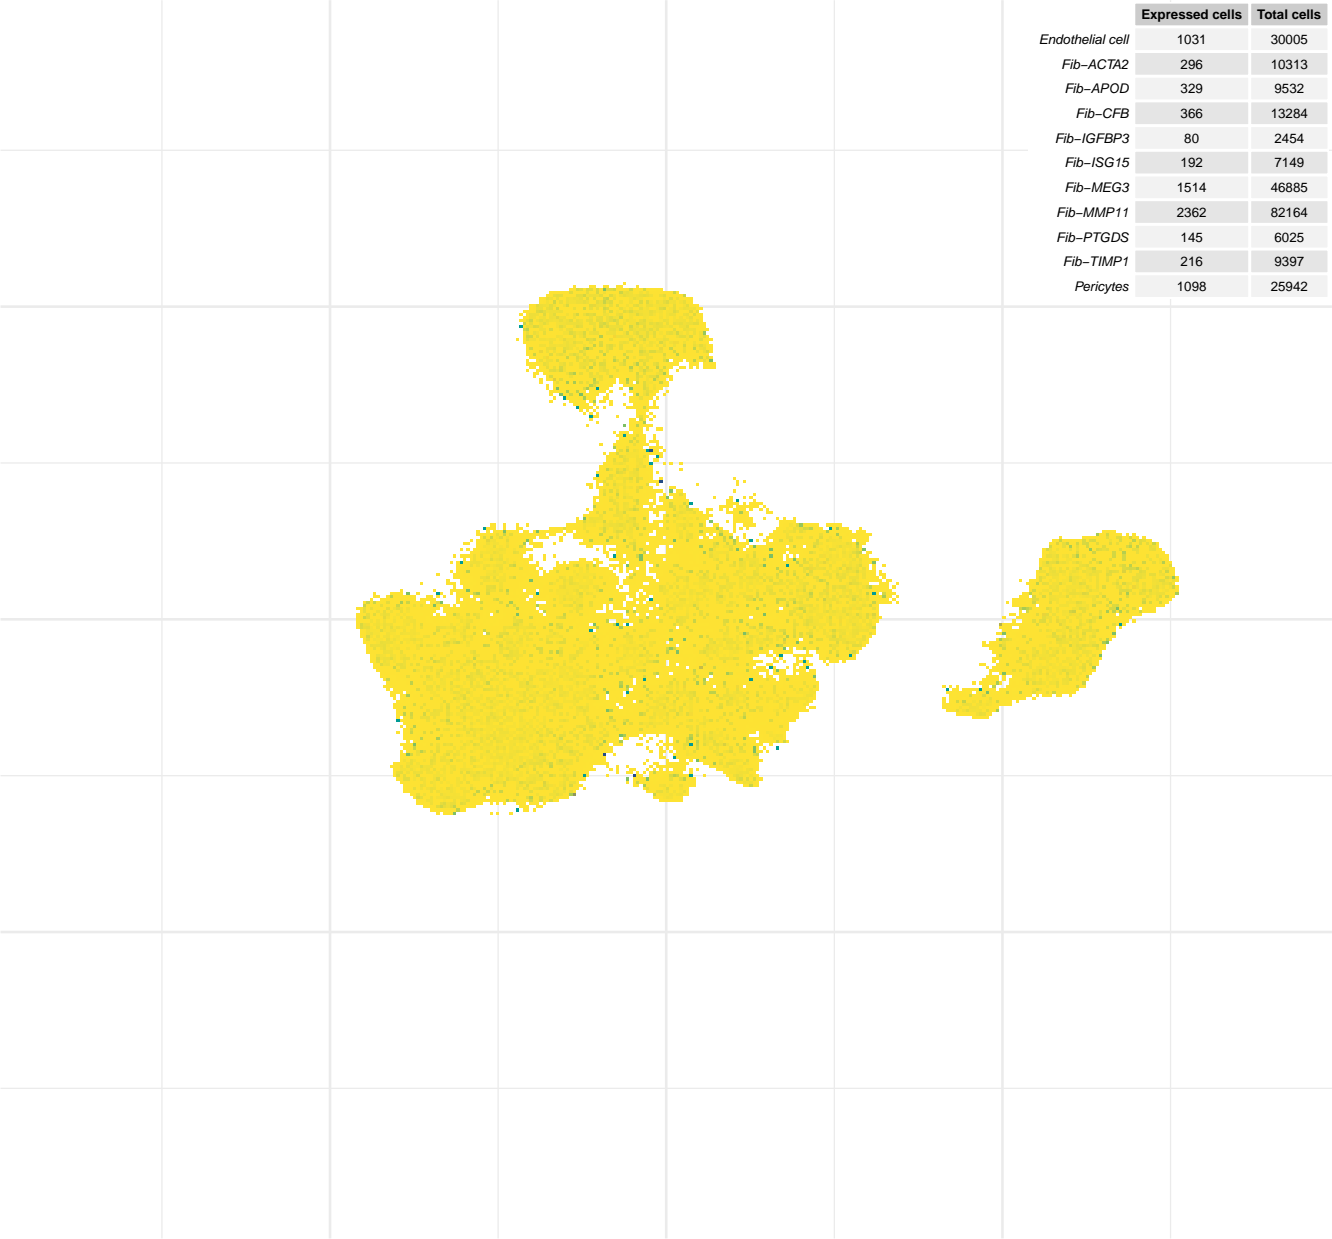 Expressed cells Total cells
Endothelial cell 1031 30005
Fib−ACTA2 296 10313
Fib−APOD 329 9532
Fib−CFB 366 13284
Fib−IGFBP3 80 2454
Fib−ISG15 192 7149
Fib−MEG3 1514 46885
Fib−MMP11 2362 82164
Fib−PTGDS 145 6025
Fib−TIMP1 216 9397
Pericytes 1098 25942